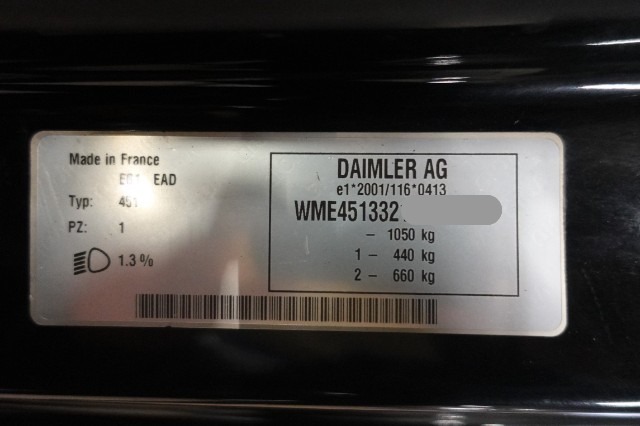 Made in France
EAD
Typ: 451
PZ: 1
1.3 %
DAIMLER AG
e1*2001/116*0413
WME451332
– 1050 kg
1 – 440 kg
2 – 660 kg